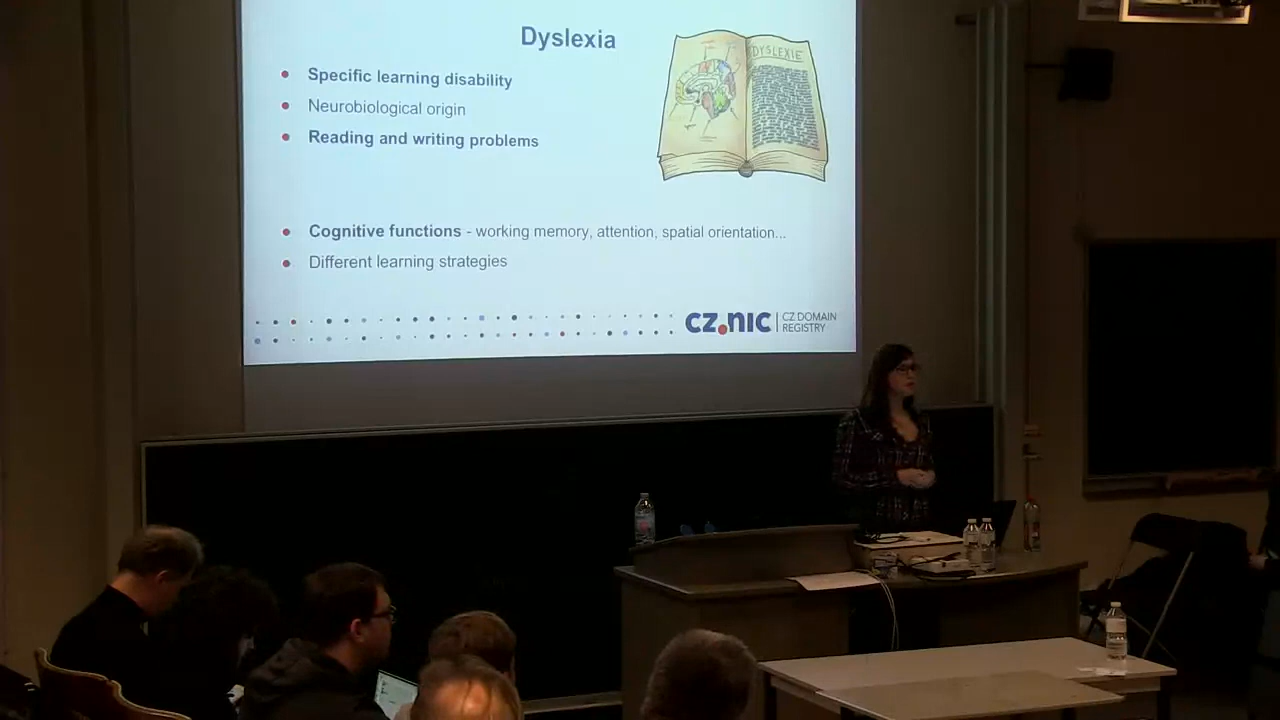 Dyslexia
DYSLEXIE
Specific learning disability
Neurobiological origin
Reading and writing problems
Cognitive functions - working memory, attention, spatial orientation...
Different learning strategies
CZ.NIC | CZ DOMAIN
REGISTRY